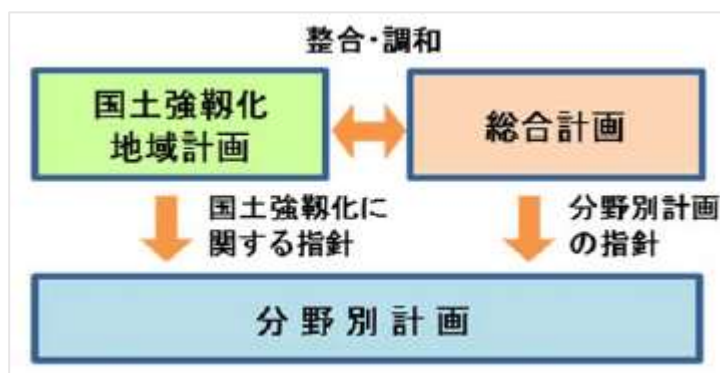 整合・調和
国土強靱化
地域計画
総合計画
国土強靱化に
関する指針
分野別計画
の指針
分野別計画